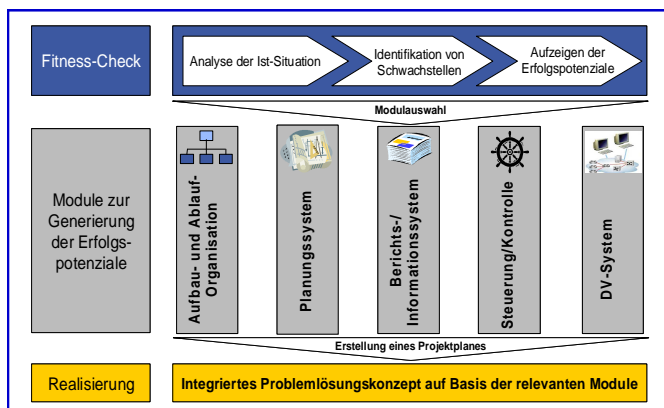 Fitness-Check
Analyse der Ist-Situation
Identifikation von
Schwachstellen
Aufzeigen der
Erfolgspotenziale
Modulauswahl
Module zur
Generierung
der Erfolgs-
potenziale
Aufbau- und Ablauf-
Organisation
Planungssystem
Berichts-/
Informationssystem
Steuerung/Kontrolle
DV-System
Erstellung eines Projektplanes
Realisierung
Integriertes Problemlösungskonzept auf Basis der relevanten Module